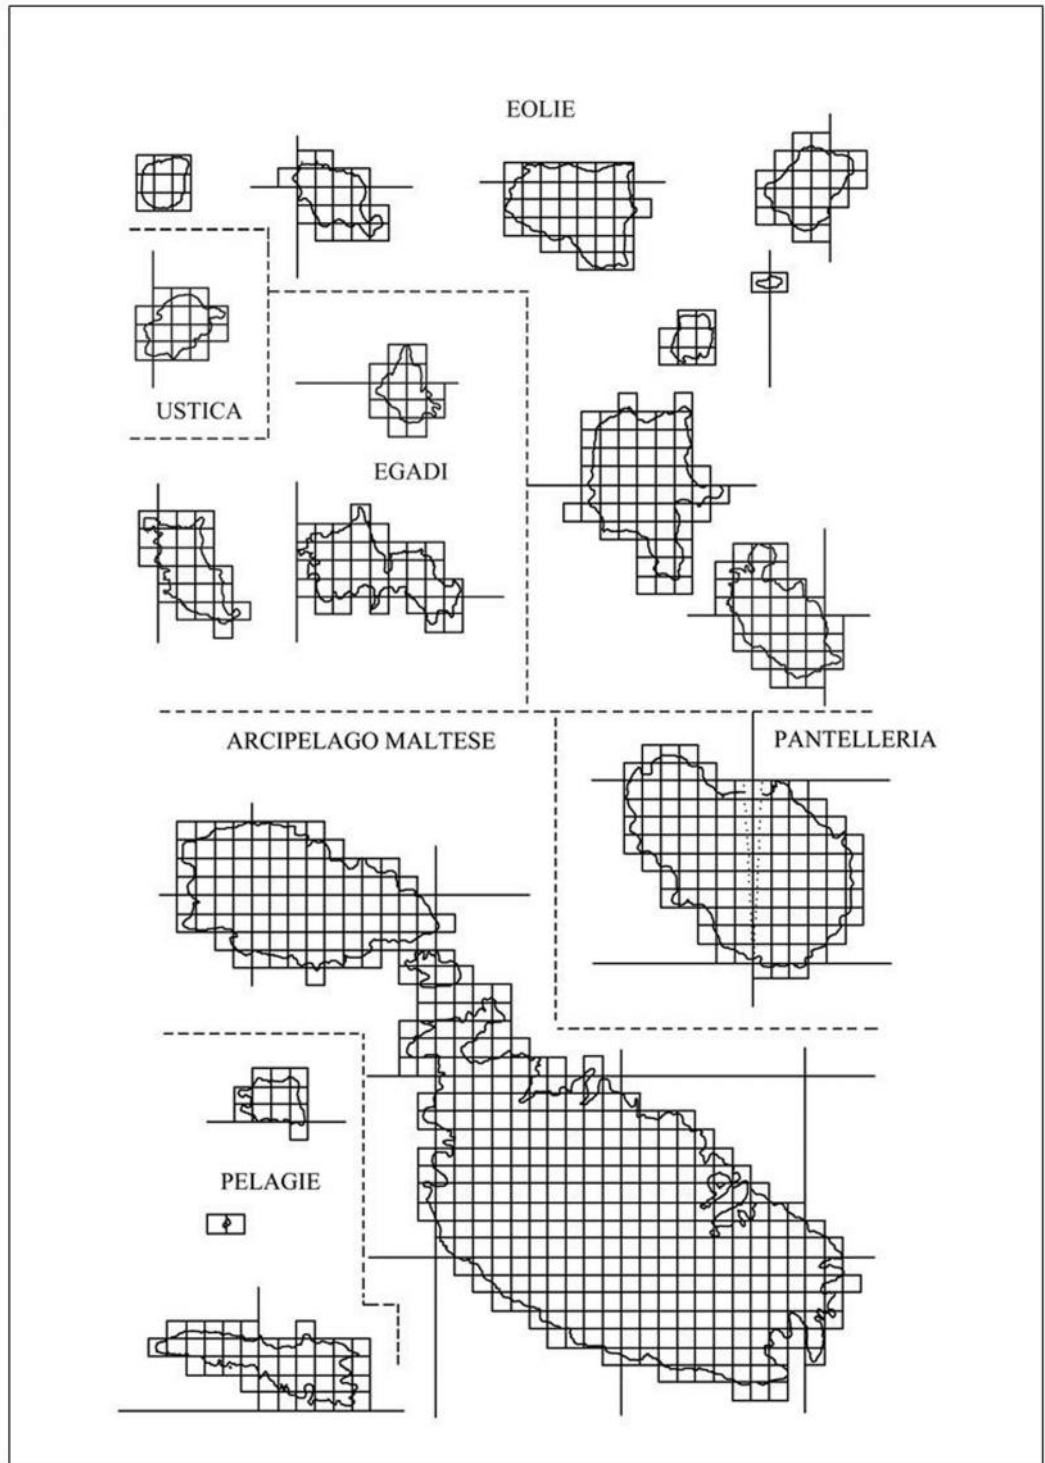 EOLIE
USTICA
EGADI
ARCIPELAGO MALTESE
PANTELLERIA
PELAGIE